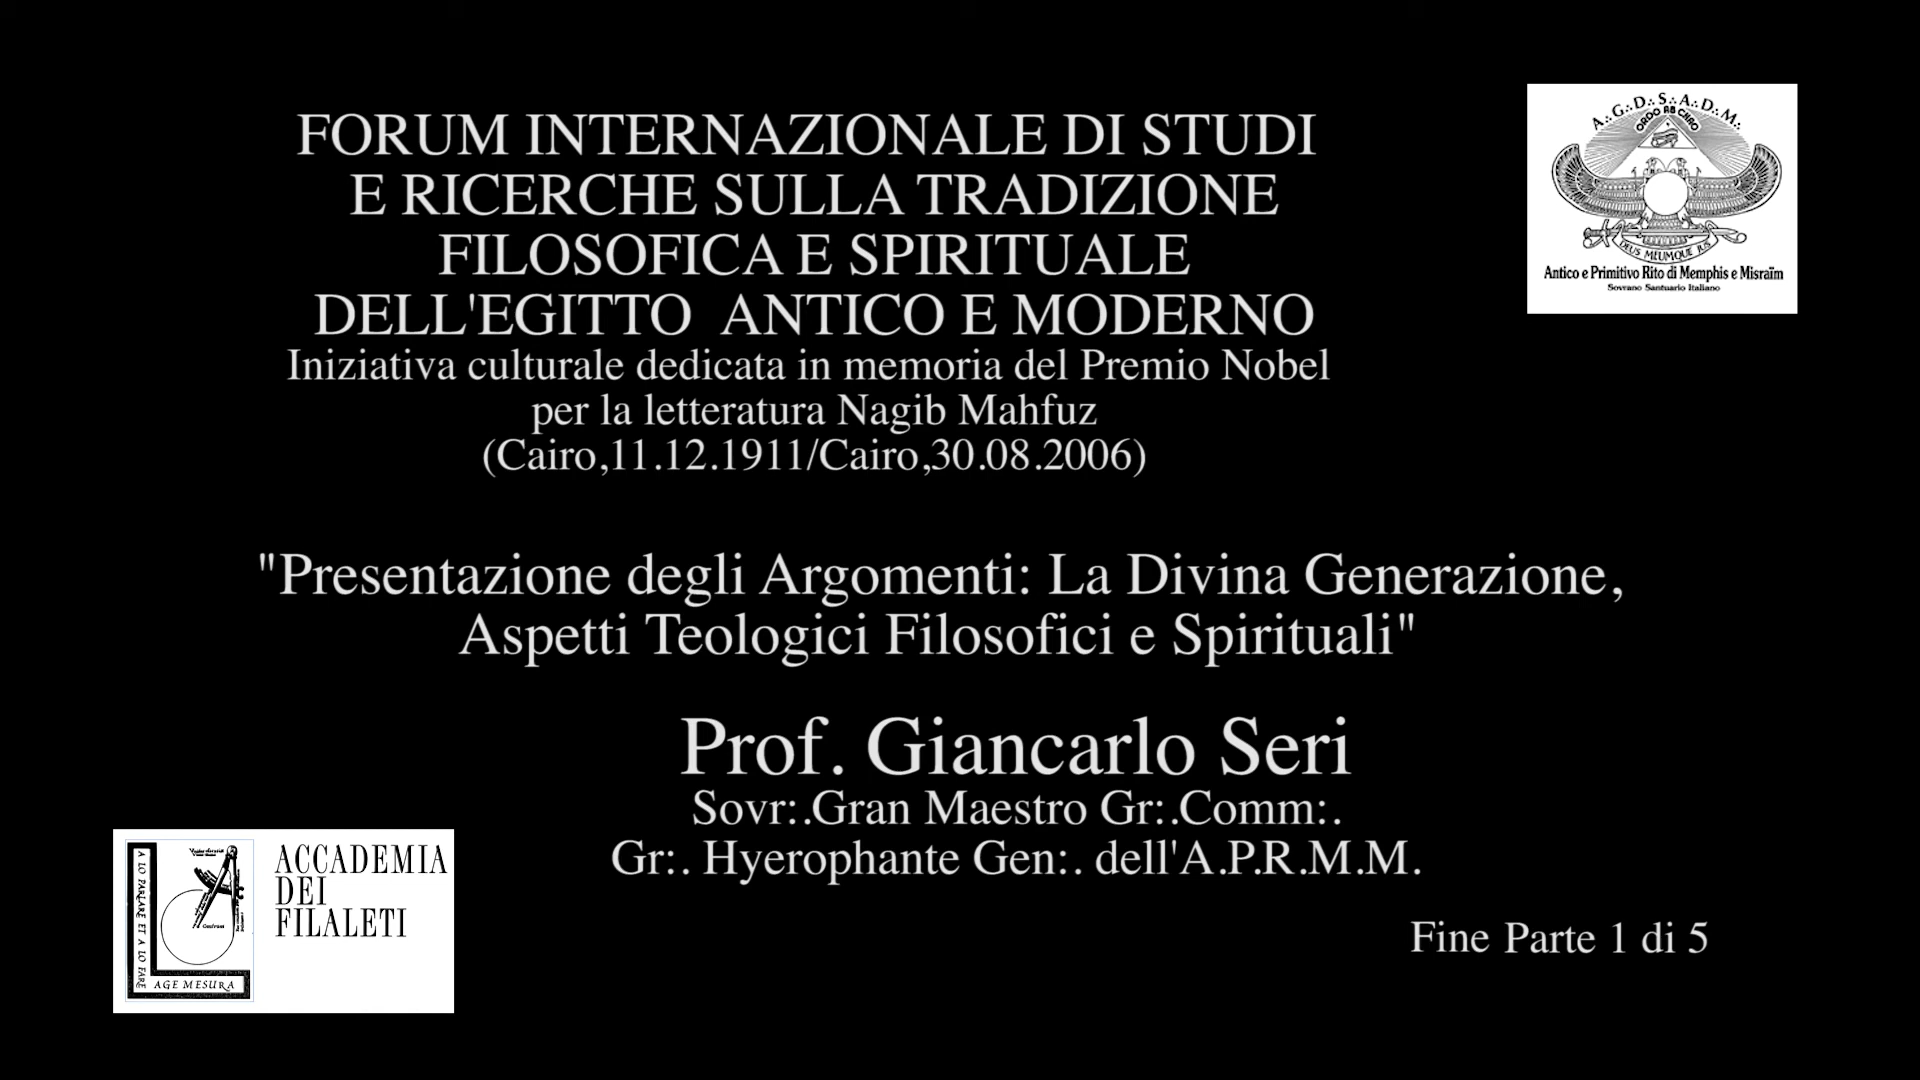 FORUM INTERNAZIONALE DI STUDI
E RICERCHE SULLA TRADIZIONE
FILOSOFICA E SPIRITUALE
DELL'EGITTO  ANTICO E MODERNO
Iniziativa culturale dedicata in memoria del Premio Nobel
per la letteratura Nagib Mahfuz
(Cairo,11.12.1911/Cairo,30.08.2006)
A.·.G.·.D.·.S.·.A.·.D.·.M.·.
ORDO AB CHAO
DEUS MEUMQUE IUS
Antico e Primitivo Rito di Memphis e Misraïm
Sovrano Santuario Italiano
"Presentazione degli Argomenti: La Divina Generazione,
Aspetti Teologici Filosofici e Spirituali"
Prof. Giancarlo Seri
Sovr:.Gran Maestro Gr:.Comm:.
Gr:. Hyerophante Gen:. dell'A.P.R.M.M.
A LO PARLARE ET A LO FARE
AGE MESURA
Centrum
ACCADEMIA
DEI
FILALETI
Fine Parte 1 di 5